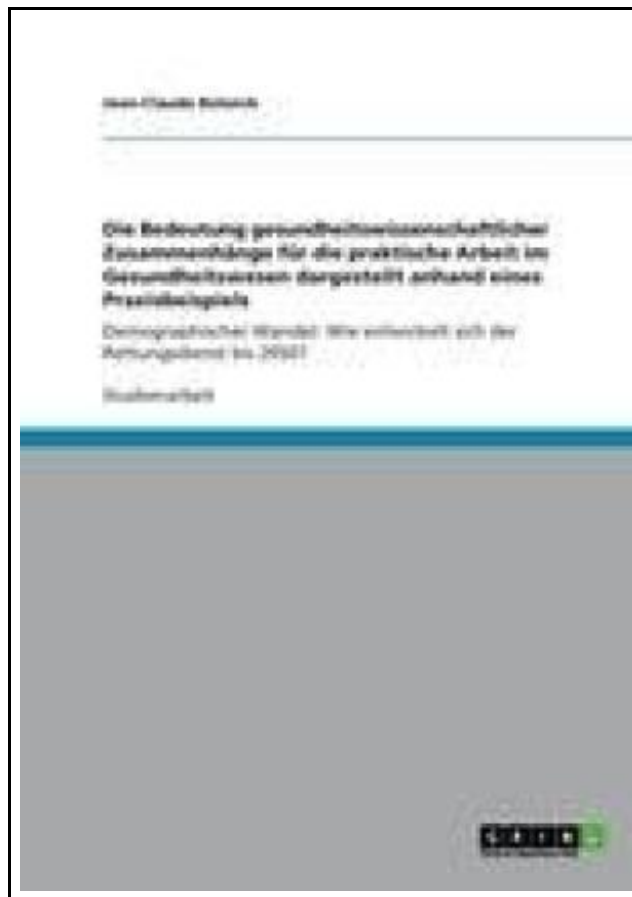 Jean-Claude
Die Bedeutung gesundheitswissenschaftlicher
Zusammenhänge für die praktische Arbeit im
Gesundheitswesen dargestellt anhand eines
Praxisbeispiels
Demographischer Wandel: Wie entwickelt sich der
Rettungsdienst bis 2050?
Studienarbeit
GRIN